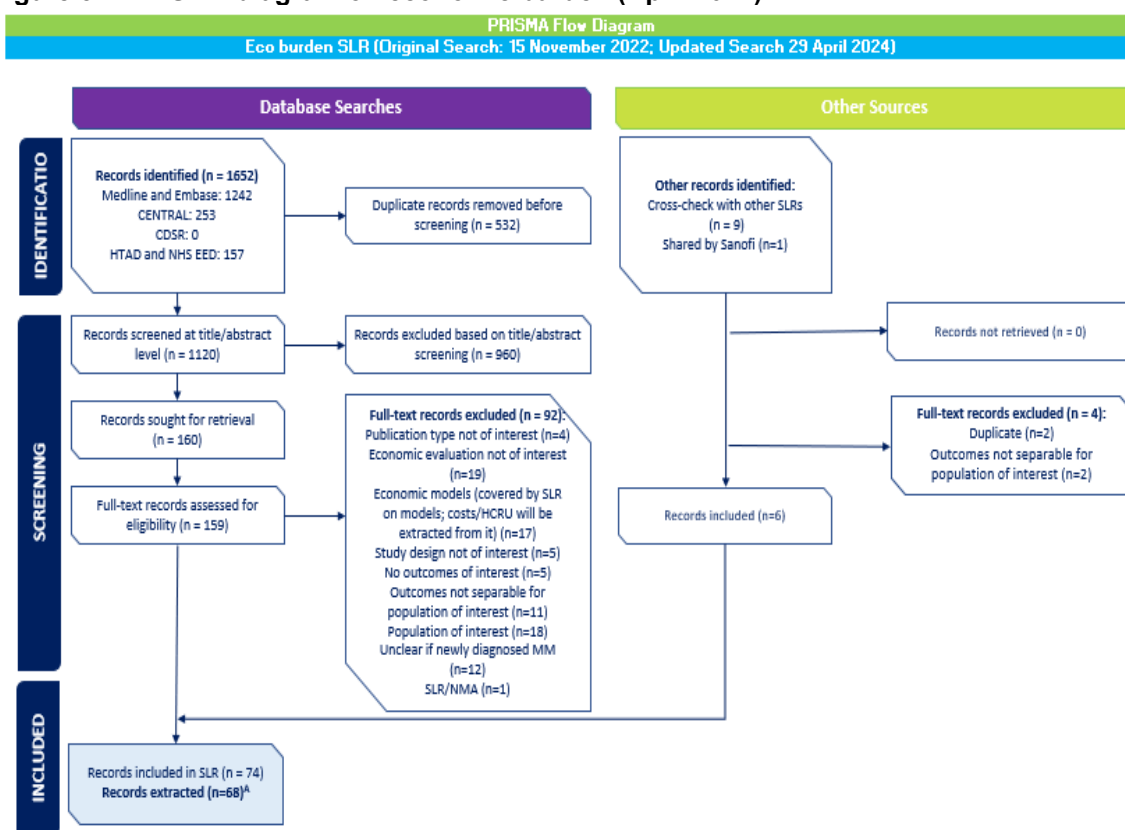 PRISMA Flow Diagram
Eco burden SLR (Original Search: 15 November 2022; Updated Search 29 April 2024)
Database Searches
Other Sources
IDENTIFICATIO
Records identified (n = 1652)
Medline and Embase: 1242
CENTRAL: 253
CDSR: 0
HTAD and NHS EED: 157
Duplicate records removed before
screening (n = 532)
Other records identified:
Cross-check with other SLRs
(n = 9)
Shared by Sanofi (n=1)
SCREENING
Records screened at title/abstract
level (n = 1120)
Records excluded based on title/abstract
screening (n = 960)
Records not retrieved (n = 0)
Records sought for retrieval
(n = 160)
Full-text records excluded (n = 92):
Publication type not of interest (n=4)
Economic evaluation not of interest
(n=19)
Economic models (covered by SLR
on models; costs/HCRU will be
extracted from it) (n=17)
Study design not of interest (n=5)
No outcomes of interest (n=5)
Outcomes not separable for
population of interest (n=11)
Population of interest (n=18)
Unclear if newly diagnosed MM
(n=12)
SLR/NMA (n=1)
Full-text records excluded (n = 4):
Duplicate (n=2)
Outcomes not separable for
population of interest (n=2)
Full-text records assessed for
eligibility (n = 159)
Records included (n=6)
INCLUDED
Records included in SLR (n = 74)
Records extracted (n=68)ᴬ